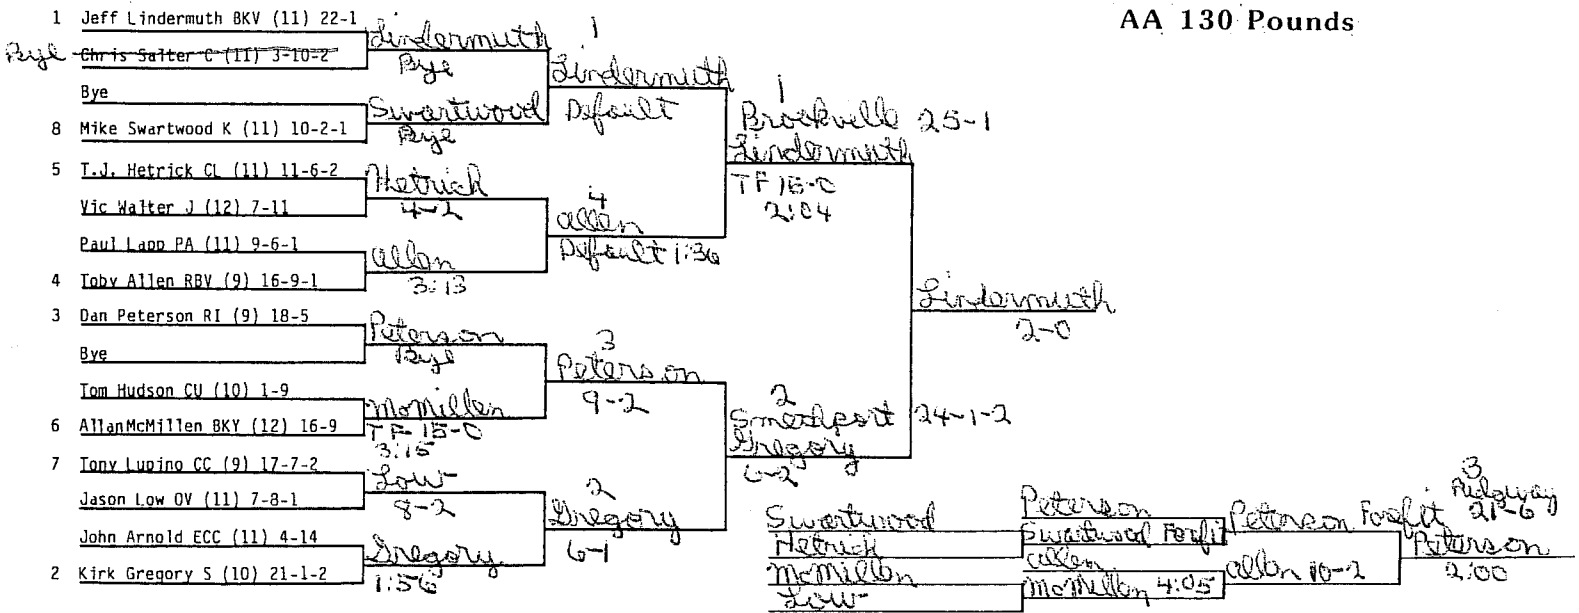 AA 130 Pounds
1 Jeff Lindermuth BKV (11) 22-1
Bye Chris Salter C (11) 3-10-2
Bye
8 Mike Swartwood K (11) 10-2-1
5 T.J. Hetrick CL (11) 11-6-2
Vic Walter J (12) 7-11
Paul Lapp PA (11) 9-6-1
4 Toby Allen RBV (9) 16-9-1
3 Dan Peterson RI (9) 18-5
Bye
Tom Hudson CU (10) 1-9
6 AllanMcMillen BKY (12) 16-9
7 Tony Lupino CC (9) 17-7-2
Jason Low OV (11) 7-8-1
John Arnold ECC (11) 4-14
2 Kirk Gregory S (10) 21-1-2
Lindermuth
Bye
Swartwood
Bye
Hetrick
4-2
Allen
3:13
Peterson
Bye
McMillen
TF 15-0
3:15
Low
8-2
Gregory
1:56
1
Lindermuth
Default
4
Allen
Default 1:36
3
Peterson
9-2
2
Gregory
6-1
1
Brockville 25-1
Lindermuth
TF 15-0
2:04
2
Smethport 24-1-2
Gregory
6-2
Lindermuth
2-0
Swartwood
Hetrick
McMillen
Low
Peterson
Swartwood Forfit
Allen
McMillen 4:05
Peterson Forfit
Allen 10-2
3
Ridgway
21-6
Peterson
2:00